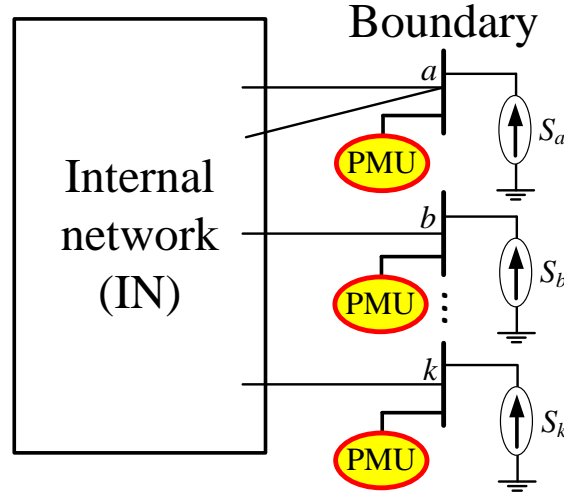 Boundary
a
S_a
PMU
Internal
network
(IN)
b
S_b
PMU
k
S_k
PMU